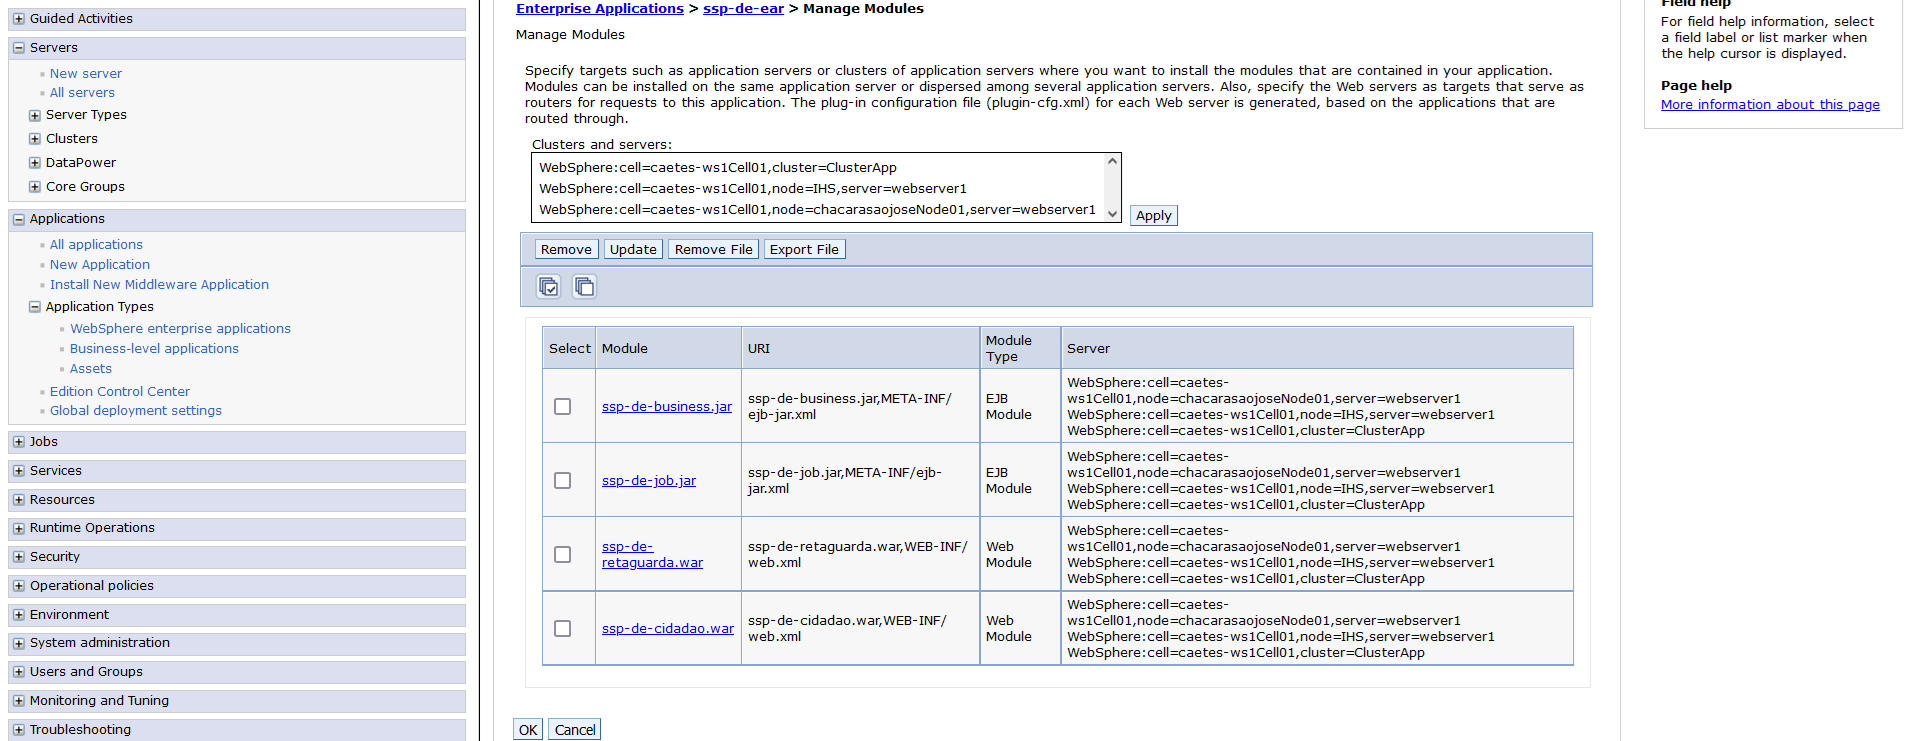 Guided Activities
Servers
New server
All servers
Server Types
Clusters
DataPower
Core Groups
Applications
All applications
New Application
Install New Middleware Application
Application Types
WebSphere enterprise applications
Business-level applications
Assets
Edition Control Center
Global deployment settings
Jobs
Services
Resources
Runtime Operations
Security
Operational policies
Environment
System administration
Users and Groups
Monitoring and Tuning
Troubleshooting
Enterprise Applications > ssp-de-ear > Manage Modules
Manage Modules
Specify targets such as application servers or clusters of application servers where you want to install the modules that are contained in your application.
Modules can be installed on the same application server or dispersed among several application servers. Also, specify the Web servers as targets that serve as
routers for requests to this application. The plug-in configuration file (plugin-cfg.xml) for each Web server is generated, based on the applications that are
routed through.
Clusters and servers:
WebSphere:cell=caetes-ws1Cell01,cluster=ClusterApp
WebSphere:cell=caetes-ws1Cell01,node=IHS,server=webserver1
WebSphere:cell=caetes-ws1Cell01,node=chacarasaojoseNode01,server=webserver1
Apply
Remove Update Remove File Export File
Select Module URI Module Type Server
ssp-de-business.jar
ssp-de-business.jar,META-INF/
ejb-jar.xml
EJB
Module
WebSphere:cell=caetes-
ws1Cell01,node=chacarasaojoseNode01,server=webserver1
WebSphere:cell=caetes-ws1Cell01,node=IHS,server=webserver1
WebSphere:cell=caetes-ws1Cell01,cluster=ClusterApp
ssp-de-job.jar
ssp-de-job.jar,META-INF/ejb-
jar.xml
EJB
Module
WebSphere:cell=caetes-
ws1Cell01,node=chacarasaojoseNode01,server=webserver1
WebSphere:cell=caetes-ws1Cell01,node=IHS,server=webserver1
WebSphere:cell=caetes-ws1Cell01,cluster=ClusterApp
ssp-de-
retaguarda.war
ssp-de-retaguarda.war,WEB-INF/
web.xml
Web
Module
WebSphere:cell=caetes-
ws1Cell01,node=chacarasaojoseNode01,server=webserver1
WebSphere:cell=caetes-ws1Cell01,node=IHS,server=webserver1
WebSphere:cell=caetes-ws1Cell01,cluster=ClusterApp
ssp-de-cidadao.war
ssp-de-cidadao.war,WEB-INF/
web.xml
Web
Module
WebSphere:cell=caetes-
ws1Cell01,node=chacarasaojoseNode01,server=webserver1
WebSphere:cell=caetes-ws1Cell01,node=IHS,server=webserver1
WebSphere:cell=caetes-ws1Cell01,cluster=ClusterApp
OK Cancel
Field help
For field help information, select
a field label or list marker when
the help cursor is displayed.
Page help
More information about this page